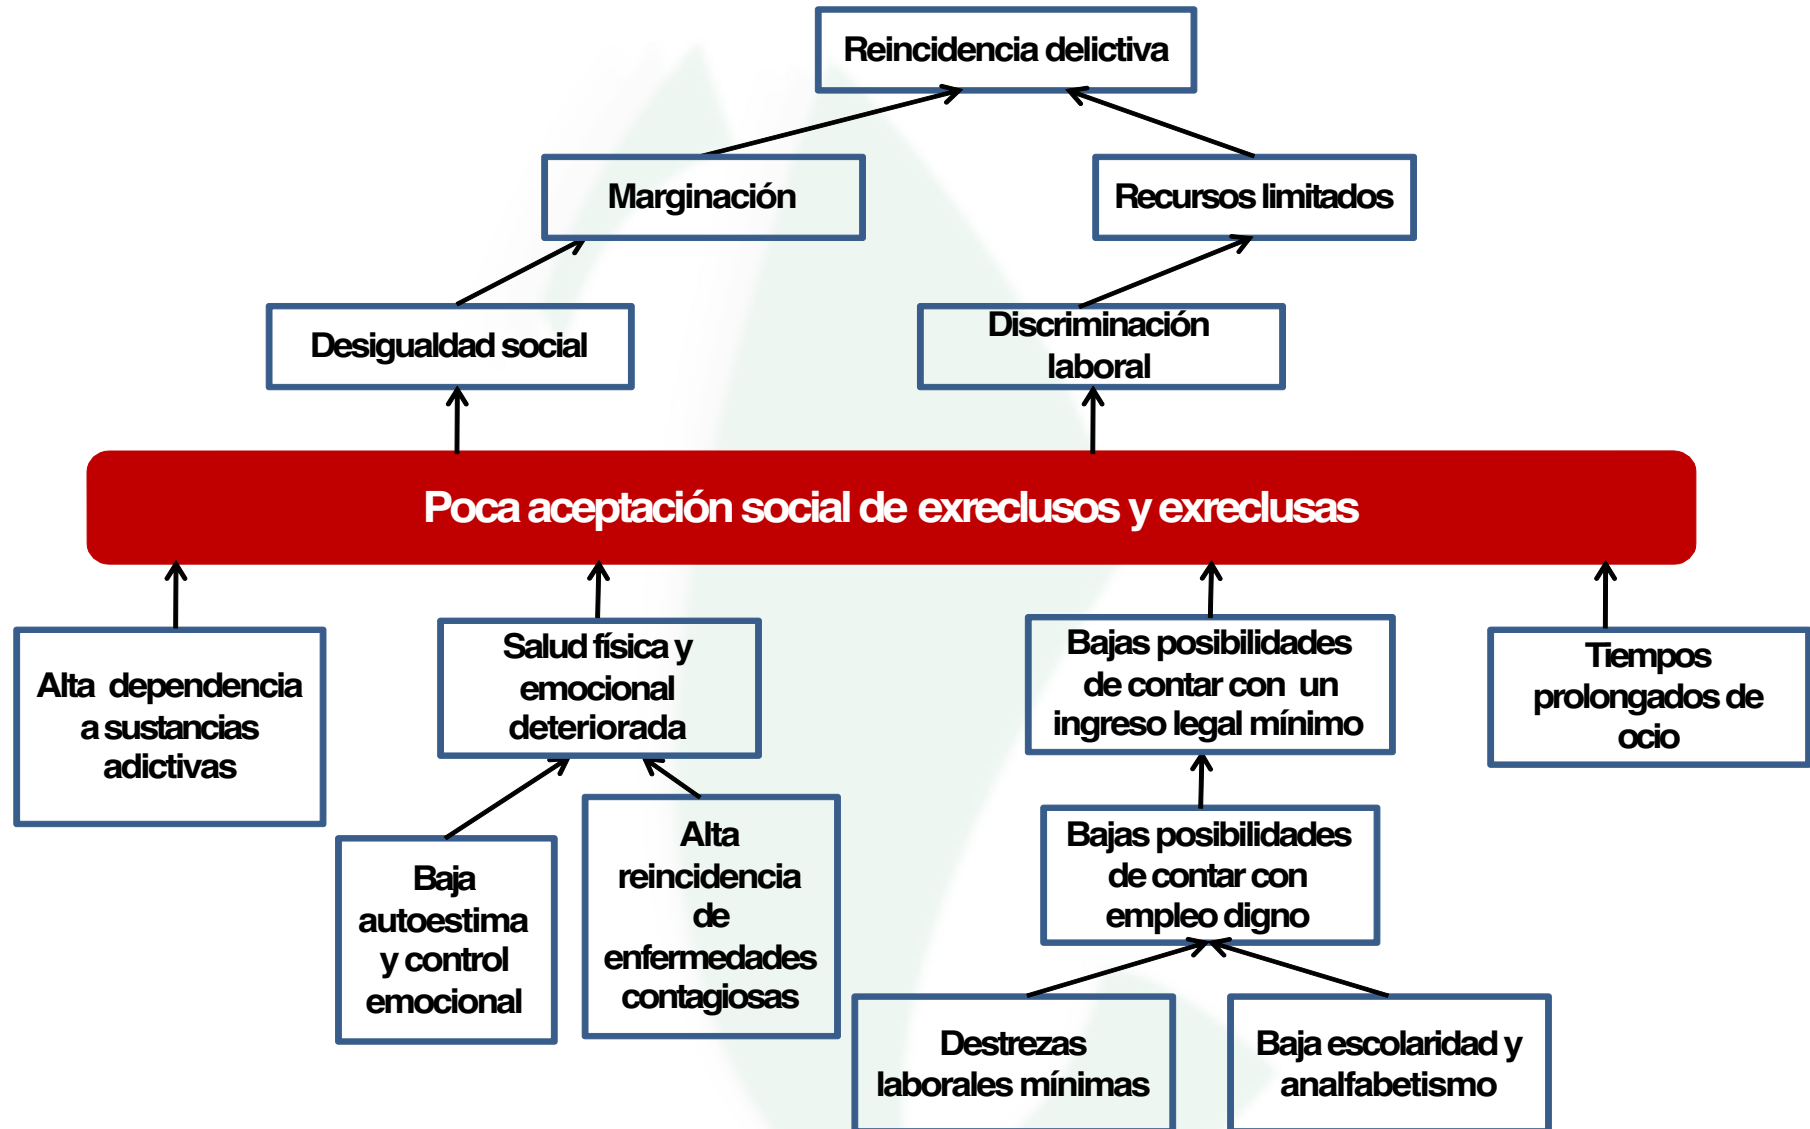 Reincidencia delictiva
Marginación
Recursos limitados
Desigualdad social
Discriminación
laboral
Poca aceptación social de exreclusos y exreclusas
Alta dependencia
a sustancias
adictivas
Salud física y
emocional
deteriorada
Bajas posibilidades
de contar con un
ingreso legal mínimo
Tiempos
prolongados de
ocio
Baja
autoestima
y control
emocional
Alta
reincidencia
de
enfermedades
contagiosas
Bajas posibilidades
de contar con
empleo digno
Destrezas
laborales mínimas
Baja escolaridad y
analfabetismo